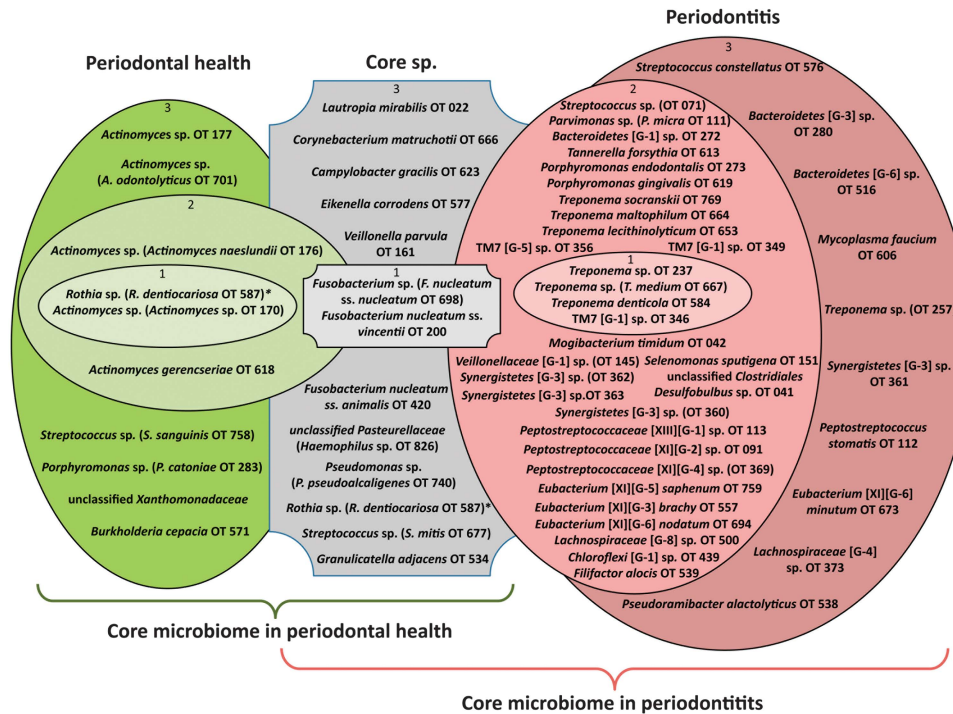 Periodontitis
Periodontal health
Core sp.
3
Actinomyces sp. OT 177
Actinomyces sp.
(A. odontolyticus OT 701)
2
Actinomyces sp. (Actinomyces naeslundii OT 176)
1
Rothia sp. (R. dentiocariosa OT 587)*
Actinomyces sp. (Actinomyces sp. OT 170)
Actinomyces gerencseriae OT 618
Streptococcus sp. (S. sanguinis OT 758)
Porphyromonas sp. (P. catoniae OT 283)
unclassified Xanthomonadaceae
Burkholderia cepacia OT 571
3
Lautropia mirabilis OT 022
Corynebacterium matruchotii OT 666
Campylobacter gracilis OT 623
Eikenella corrodens OT 577
Veillonella parvula
OT 161
1
Fusobacterium sp. (F. nucleatum
ss. nucleatum OT 698)
Fusobacterium nucleatum ss.
vincentii OT 200
Fusobacterium nucleatum
ss. animalis OT 420
unclassified Pasteurellaceae
(Haemophilus sp. OT 826)
Pseudomonas sp.
(P. pseudoalcaligenes OT 740)
Rothia sp. (R. dentiocariosa OT 587)*
Streptococcus sp. (S. mitis OT 677)
Granulicatella adjacens OT 534
2
Streptococcus sp. (OT 071)
Parvimonas sp. (P. micra OT 111)
Bacteroidetes [G-1] sp. OT 272
Tannerella forsythia OT 613
Porphyromonas endodontalis OT 273
Porphyromonas gingivalis OT 619
Treponema socranskii OT 769
Treponema maltophilum OT 664
Treponema lecithinolyticum OT 653
TM7 [G-5] sp. OT 356 TM7 [G-1] sp. OT 349
1
Treponema sp. OT 237
Treponema sp. (T. medium OT 667)
Treponema denticola OT 584
TM7 [G-1] sp. OT 346
Mogibacterium timidum OT 042
Veillonellaceae [G-1] sp. (OT 145) Selenomonas sputigena OT 151
Synergistetes [G-3] sp. (OT 362) unclassified Clostridiales
Synergistetes [G-3] sp.OT 363 Desulfobulbus sp. OT 041
Synergistetes [G-3] sp. (OT 360)
Peptostreptococcaceae [XIII][G-1] sp. OT 113
Peptostreptococcaceae [XI][G-2] sp. OT 091
Peptostreptococcaceae [XI][G-4] sp. (OT 369)
Eubacterium [XI][G-5] saphenum OT 759
Eubacterium [XI][G-3] brachy OT 557
Eubacterium [XI][G-6] nodatum OT 694
Lachnospiraceae [G-8] sp. OT 500
Chloroflexi [G-1] sp. OT 439
Filifactor alocis OT 539
3
Streptococcus constellatus OT 576
Bacteroidetes [G-3] sp.
OT 280
Bacteroidetes [G-6] sp.
OT 516
Mycoplasma faucium
OT 606
Treponema sp. (OT 257
Synergistetes [G-3] sp.
OT 361
Peptostreptococcus
stomatis OT 112
Eubacterium [XI][G-6]
minutum OT 673
Lachnospiraceae [G-4]
sp. OT 373
Pseudoramibacter alactolyticus OT 538
Core microbiome in periodontal health
Core microbiome in periodontitits